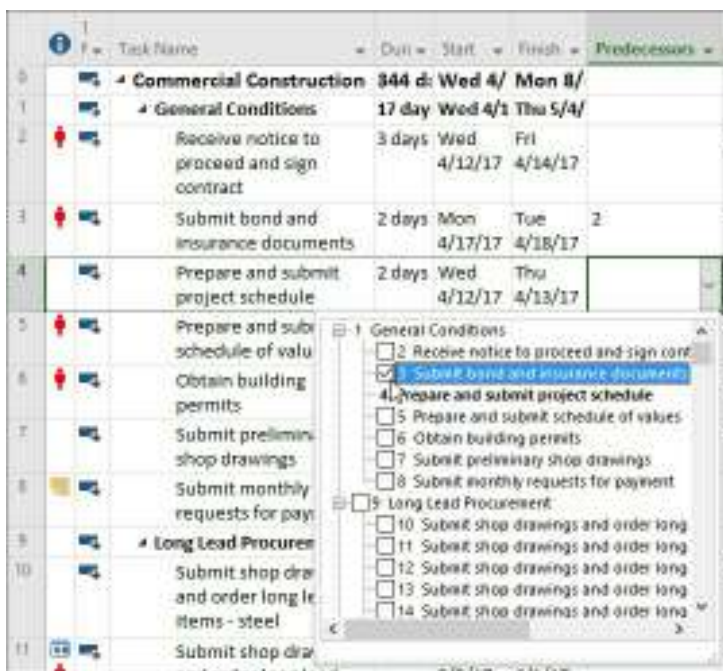 Task Name Duri Start Finish Predecessors
0 Commercial Construction 344 d: Wed 4/ Mon 8/
1 General Conditions 17 day Wed 4/1 Thu 5/4/
2 Receive notice to 3 days Wed Fri
proceed and sign 4/12/17 4/14/17
contract
3 Submit bond and 2 days Mon Tue 2
insurance documents 4/17/17 4/18/17
4 Prepare and submit 2 days Wed Thu
project schedule 4/12/17 4/13/17
5 Prepare and sub
schedule of valu
6 Obtain building
permits
7 Submit prelimin
shop drawings
8 Submit monthly
requests for pay
9 Long Lead Procurer
10 Submit shop dra
and order long le
items - steel
11 Submit shop dra
1 General Conditions
2 Receive notice to proceed and sign cont
3 Submit bond and insurance documents
4 Prepare and submit project schedule
5 Prepare and submit schedule of values
6 Obtain building permits
7 Submit preliminary shop drawings
8 Submit monthly requests for payment
9 Long Lead Procurement
10 Submit shop drawings and order long
11 Submit shop drawings and order long
12 Submit shop drawings and order long
13 Submit shop drawings and order long
14 Submit shop drawings and order long